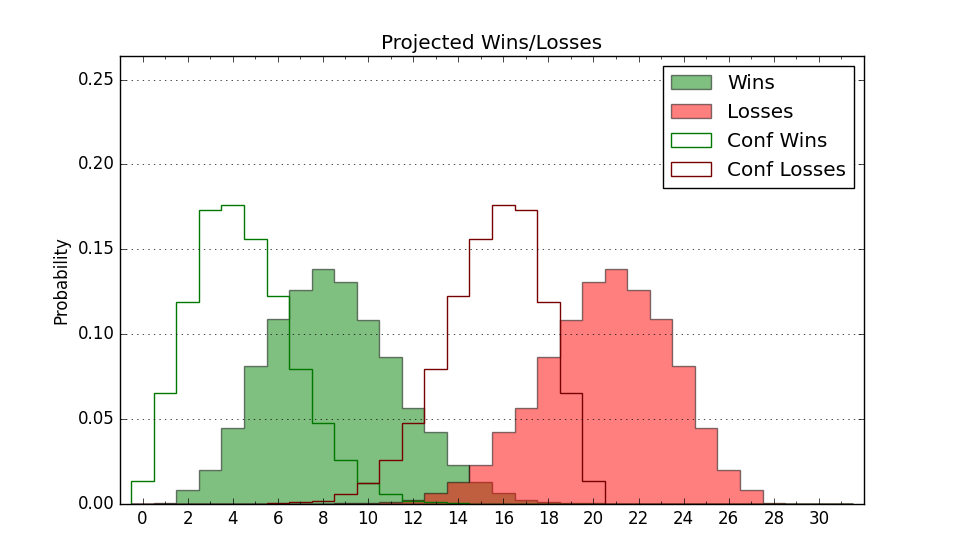 Projected Wins/Losses
0.25
0.20
0.15
0.10
0.05
0.00
Probability
Wins
Losses
Conf Wins
Conf Losses
0 2 4 6 8 10 12 14 16 18 20 22 24 26 28 30